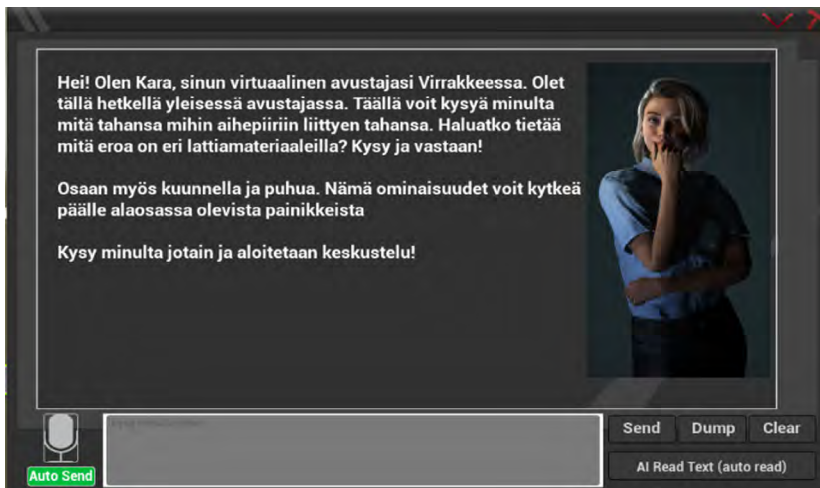 Hei! Olen Kara, sinun virtuaalinen avustajasi Virrakkeessa. Olet
tällä hetkellä yleisessä avustajassa. Täällä voit kysyä minulta
mitä tahansa mihin aihepiiriin liittyen tahansa. Haluatko tietää
mitä eroa on eri lattiamateriaaleilla? Kysy ja vastaan!
Osaan myös kuunnella ja puhua. Nämä ominaisuudet voit kytkeä
päälle alaosassa olevista painikkeista
Kysy minulta jotain ja aloitetaan keskustelu!
Send Dump Clear
Auto Send
AI Read Text (auto read)